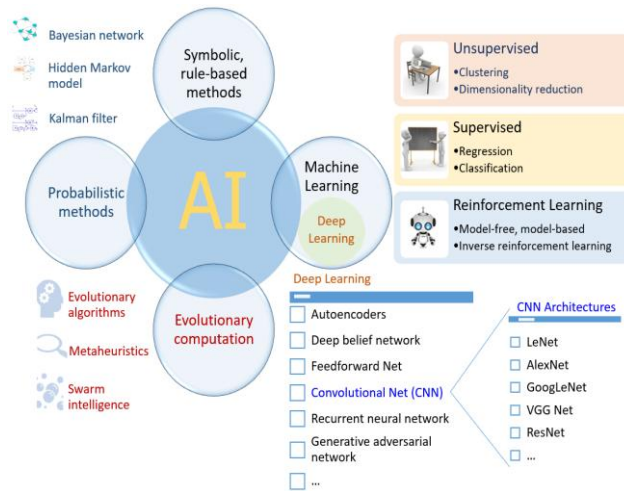 Bayesian network
Hidden Markov
model
Kalman filter
Symbolic,
rule-based
methods
Probabilistic
methods
AI
Machine
Learning
Deep
Learning
Evolutionary
computation
Evolutionary
algorithms
Metaheuristics
Swarm
intelligence
Unsupervised
•Clustering
•Dimensionality reduction
Supervised
•Regression
•Classification
Reinforcement Learning
•Model-free, model-based
•Inverse reinforcement learning
Deep Learning
Autoencoders
Deep belief network
Feedforward Net
Convolutional Net (CNN)
Recurrent neural network
Generative adversarial
network
...
CNN Architectures
LeNet
AlexNet
GoogLeNet
VGG Net
ResNet
...